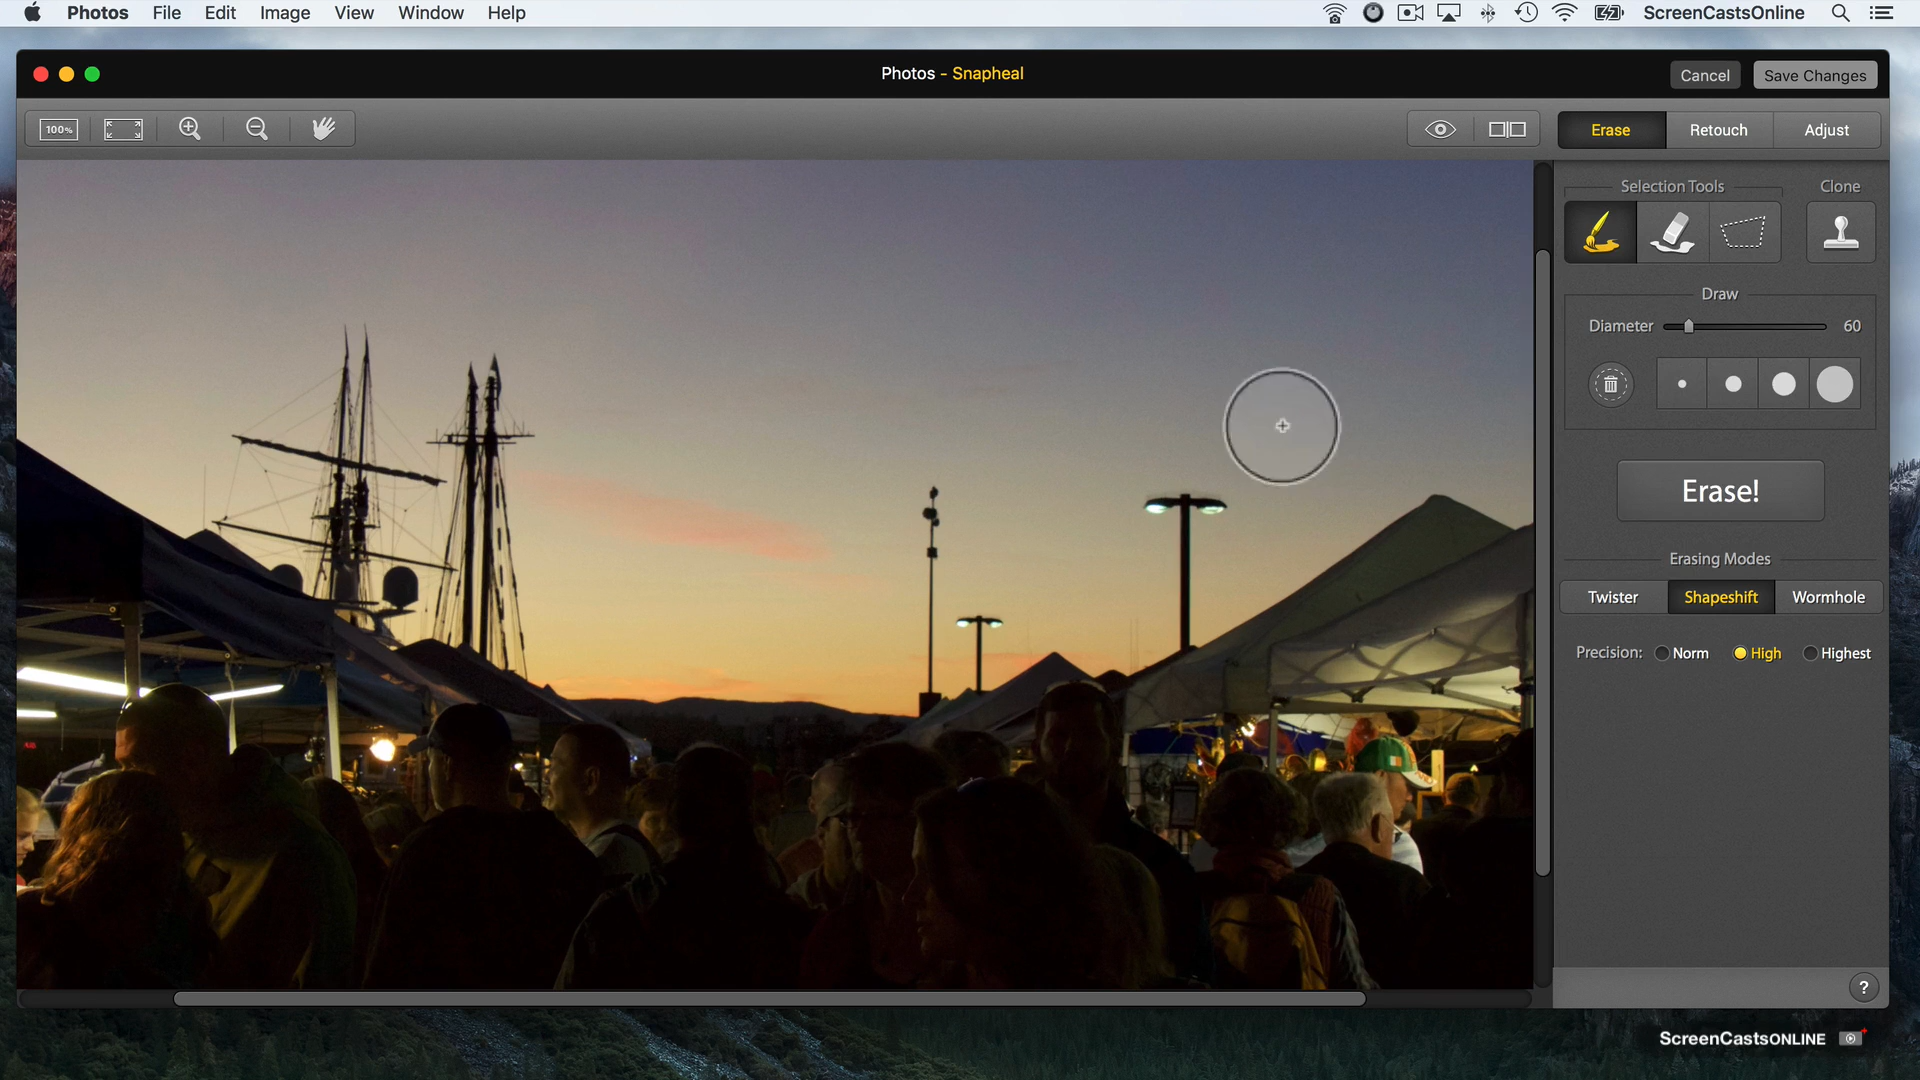 Photos File Edit Image View Window Help ScreenCastsOnline
Photos - Snapheal
Cancel Save Changes
100%
Erase Retouch Adjust
Selection Tools Clone
Draw
Diameter 60
Erase!
Erasing Modes
Twister Shapeshift Wormhole
Precision: Norm High Highest
?
ScreenCastsONLINE